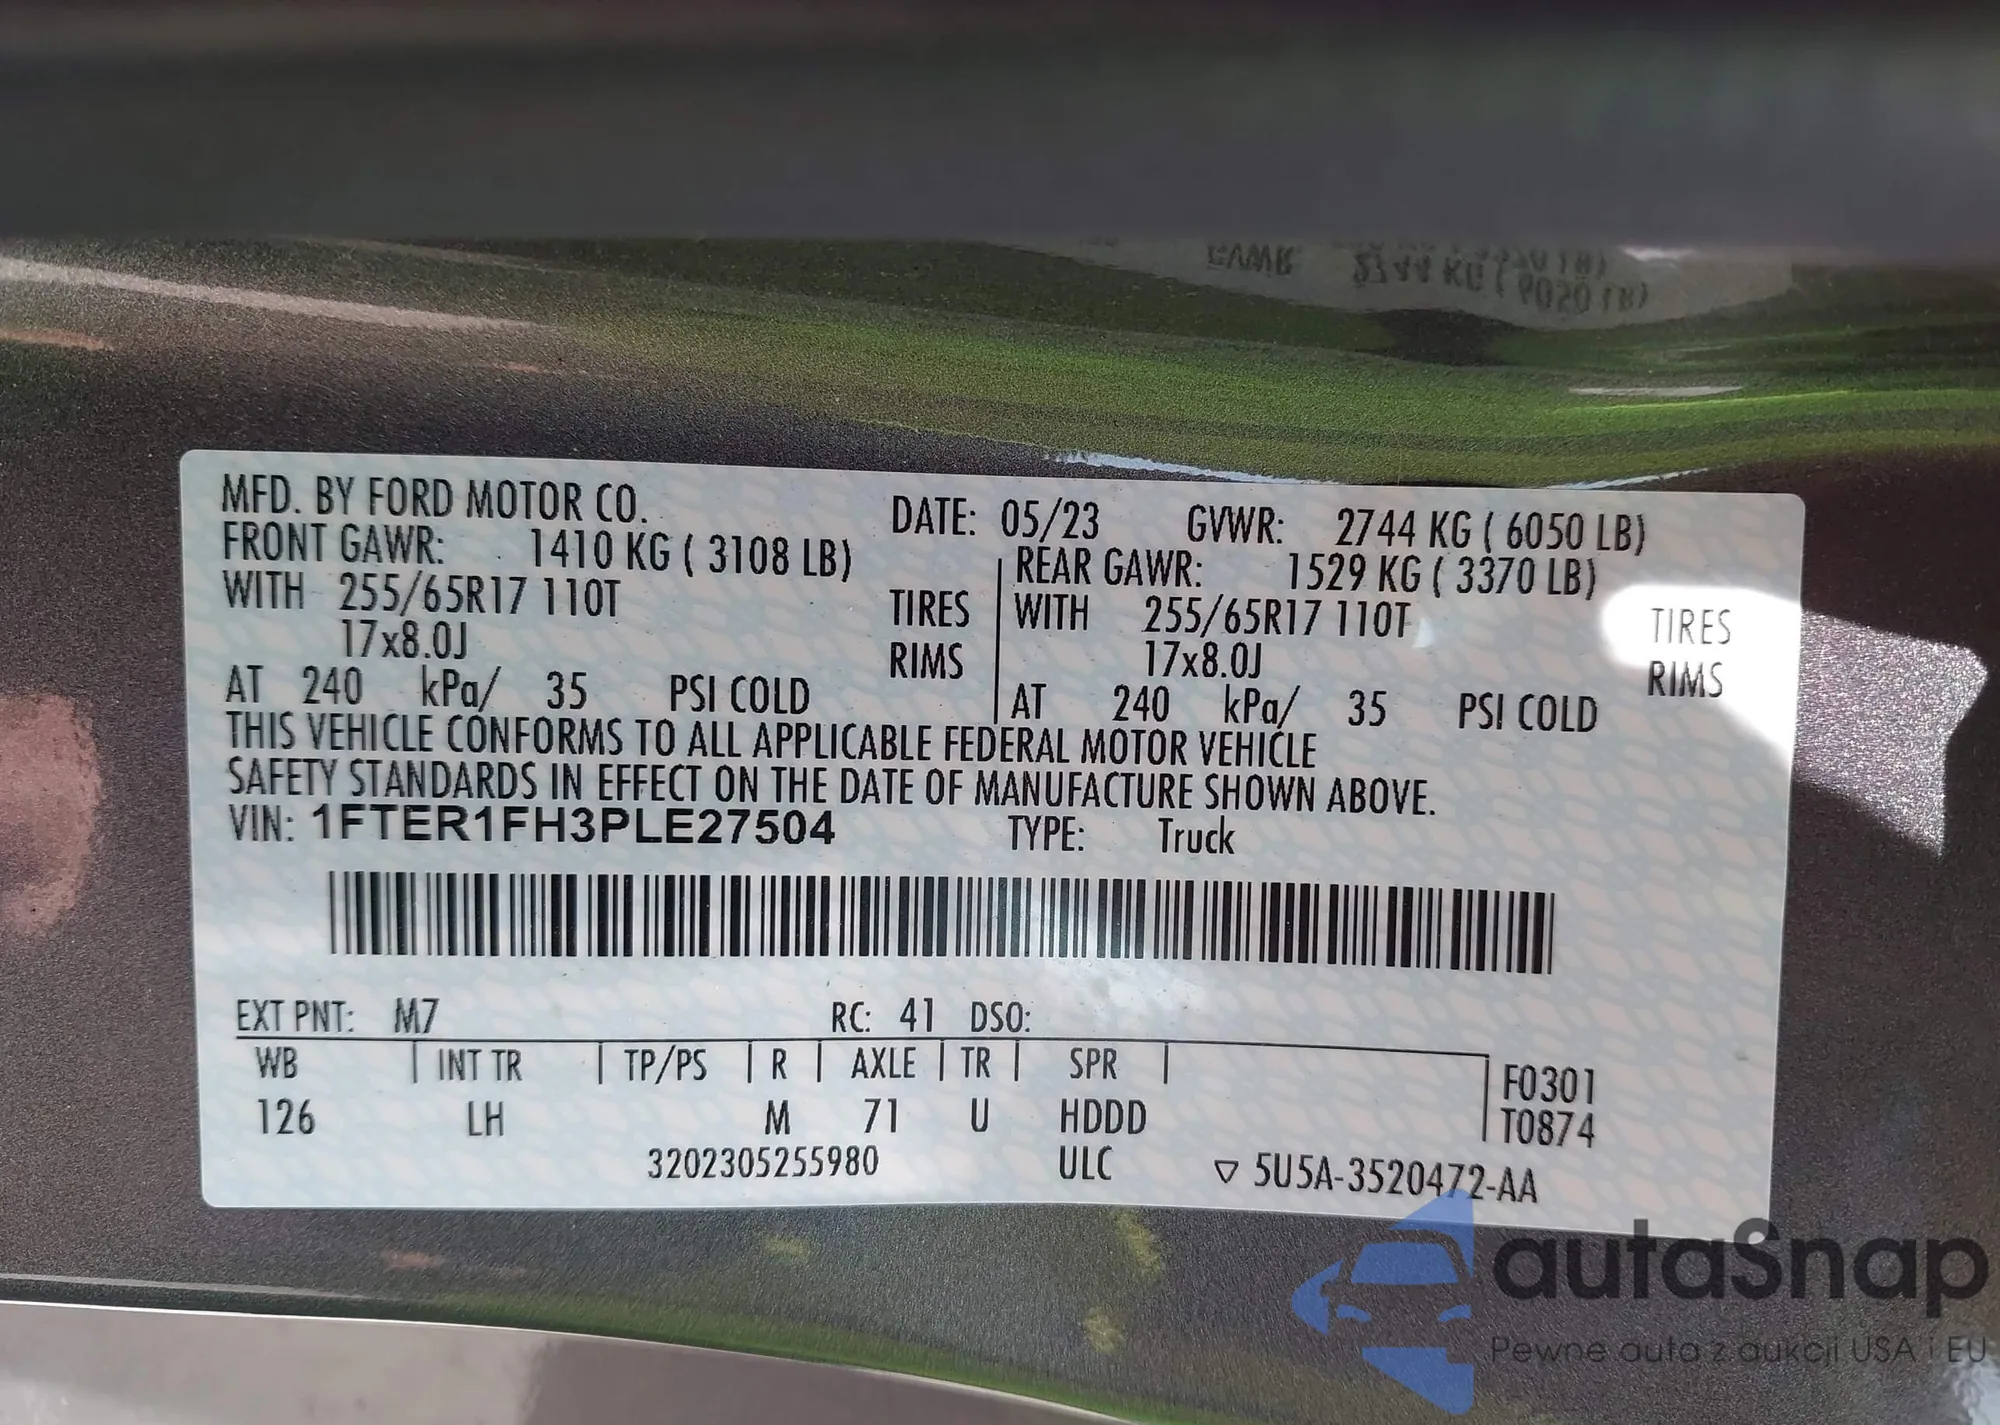 GVWR: 2744 KG ( 6050 LB)
MFD. BY FORD MOTOR CO. DATE: 05/23 GVWR: 2744 KG ( 6050 LB)
FRONT GAWR: 1410 KG ( 3108 LB) REAR GAWR: 1529 KG ( 3370 LB)
WITH 255/65R17 110T TIRES WITH 255/65R17 110T TIRES
17x8.0J RIMS 17x8.0J RIMS
AT 240 kPa/ 35 PSI COLD AT 240 kPa/ 35 PSI COLD
THIS VEHICLE CONFORMS TO ALL APPLICABLE FEDERAL MOTOR VEHICLE
SAFETY STANDARDS IN EFFECT ON THE DATE OF MANUFACTURE SHOWN ABOVE.
VIN: 1FTER1FH3PLE27504 TYPE: Truck
EXT PNT: M7 RC: 41 DSO:
WB INT TR TP/PS R AXLE TR SPR F0301
126 LH M 71 U HDDD T0874
3202305255980 ULC ▽ 5U5A-3520472-AA
autaSnap
Pewne auta z aukcji USA i EU